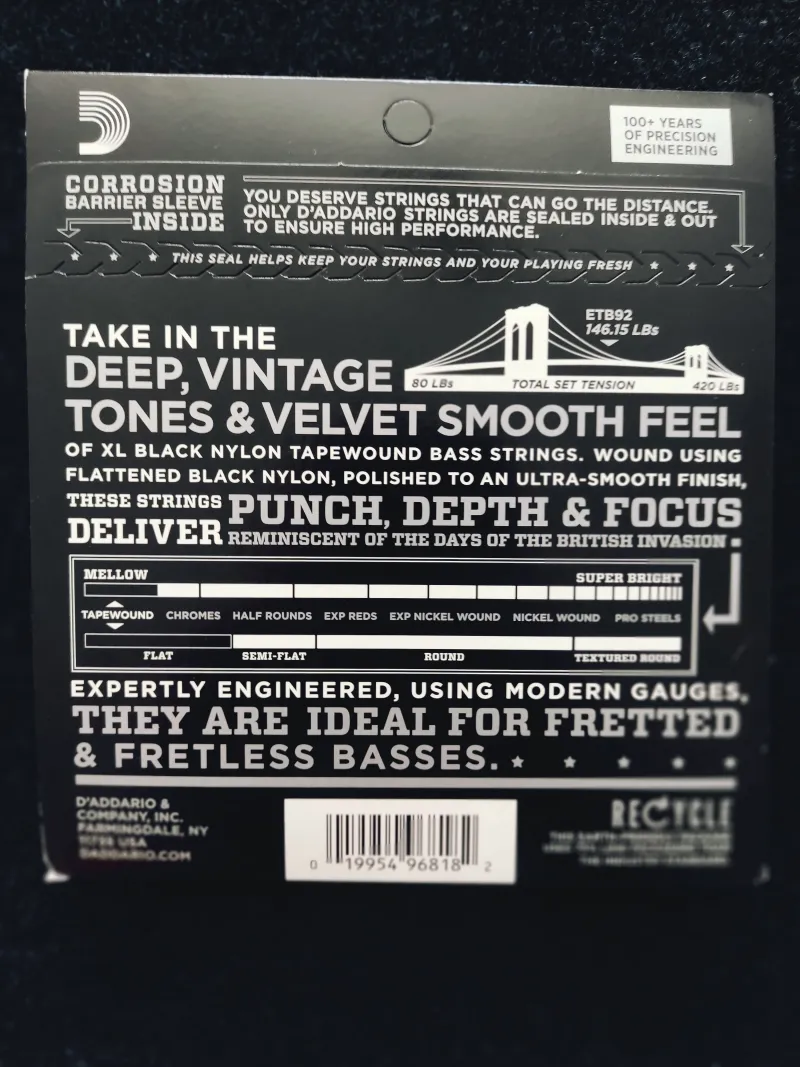 100+ YEARS
OF PRECISION
ENGINEERING
CORROSION
BARRIER SLEEVE
INSIDE
YOU DESERVE STRINGS THAT CAN GO THE DISTANCE.
ONLY D'ADDARIO STRINGS ARE SEALED INSIDE & OUT
TO ENSURE HIGH PERFORMANCE.
THIS SEAL HELPS KEEP YOUR STRINGS AND YOUR PLAYING FRESH
ETB92
146.15 LBs
80 LBs TOTAL SET TENSION 420 LBs
TAKE IN THE
DEEP, VINTAGE
TONES & VELVET SMOOTH FEEL
OF XL BLACK NYLON TAPEWOUND BASS STRINGS. WOUND USING
FLATTENED BLACK NYLON, POLISHED TO AN ULTRA-SMOOTH FINISH,
THESE STRINGS
DELIVER
PUNCH, DEPTH & FOCUS
REMINISCENT OF THE DAYS OF THE BRITISH INVASION
MELLOW SUPER BRIGHT
TAPEWOUND CHROMES HALF ROUNDS EXP REDS EXP NICKEL WOUND NICKEL WOUND PRO STEELS
FLAT SEMI-FLAT ROUND TEXTURED ROUND
EXPERTLY ENGINEERED, USING MODERN GAUGES,
THEY ARE IDEAL FOR FRETTED
& FRETLESS BASSES.
D'ADDARIO &
COMPANY, INC.
FARMINGDALE, NY
11735 USA
DADDARIO.COM
0 19954 96818 2
RECYCLE